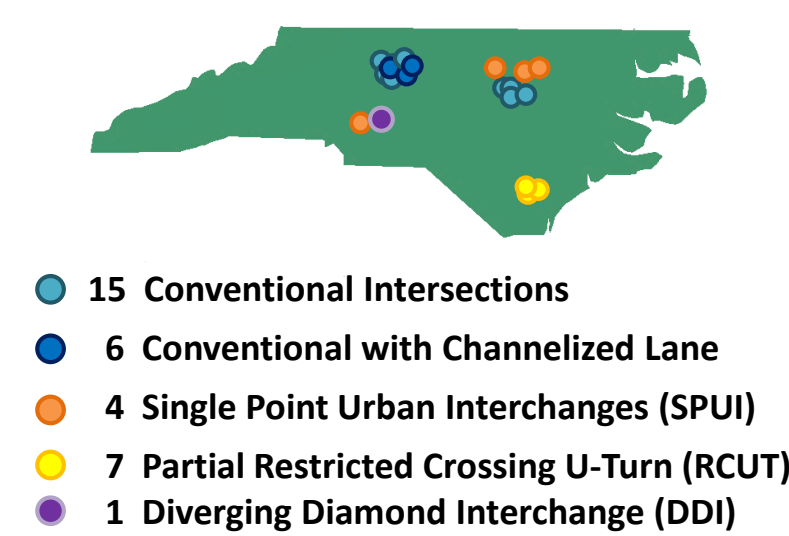 15 Conventional Intersections
6 Conventional with Channelized Lane
4 Single Point Urban Interchanges (SPUI)
7 Partial Restricted Crossing U-Turn (RCUT)
1 Diverging Diamond Interchange (DDI)